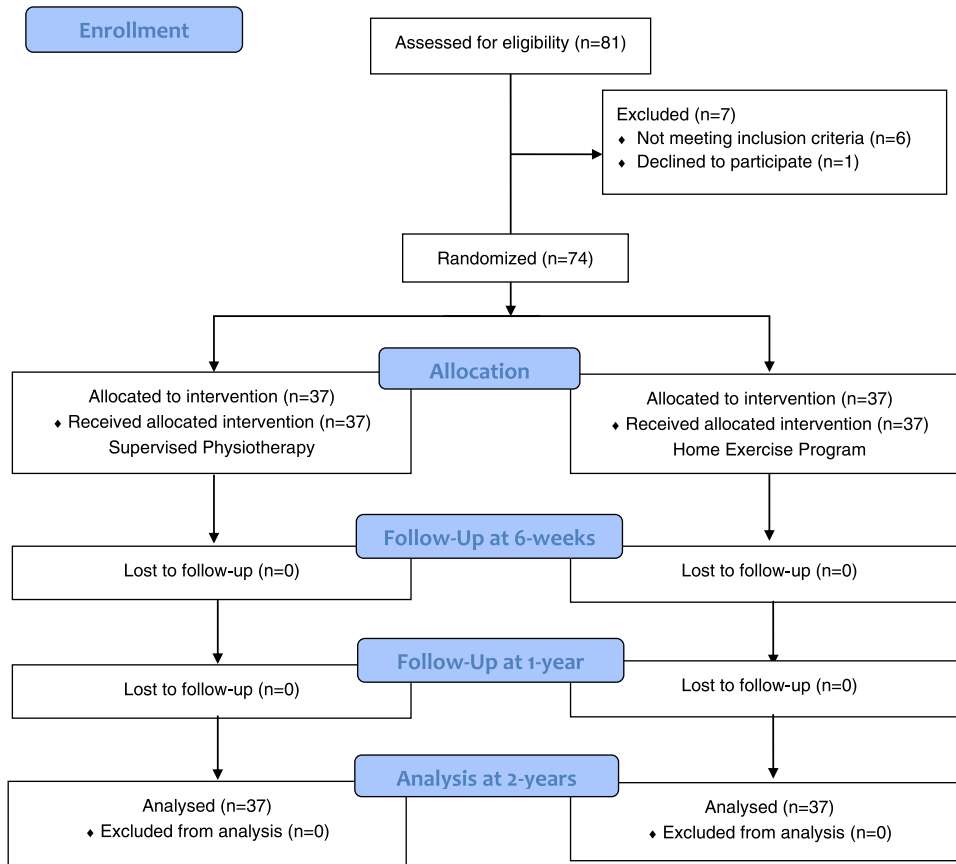 Enrollment
Assessed for eligibility (n=81)
Excluded (n=7)
♦ Not meeting inclusion criteria (n=6)
♦ Declined to participate (n=1)
Randomized (n=74)
Allocation
Allocated to intervention (n=37)
♦ Received allocated intervention (n=37)
Supervised Physiotherapy
Allocated to intervention (n=37)
♦ Received allocated intervention (n=37)
Home Exercise Program
Follow-Up at 6-weeks
Lost to follow-up (n=0)
Lost to follow-up (n=0)
Follow-Up at 1-year
Lost to follow-up (n=0)
Lost to follow-up (n=0)
Analysis at 2-years
Analysed (n=37)
♦ Excluded from analysis (n=0)
Analysed (n=37)
♦ Excluded from analysis (n=0)